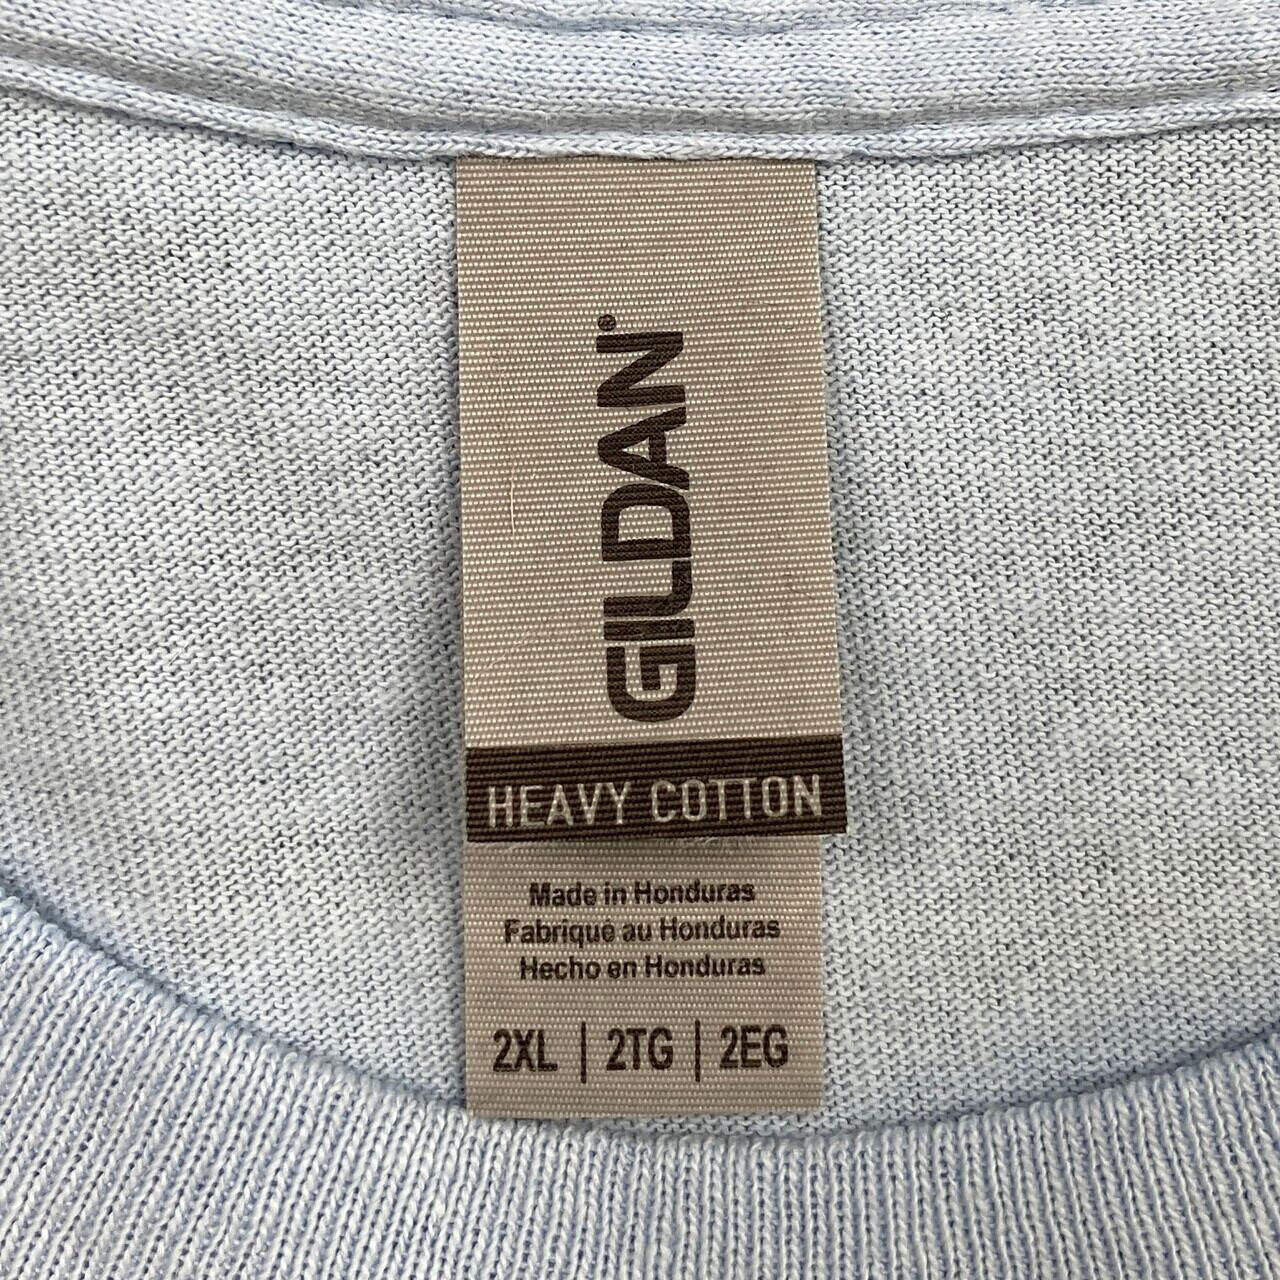 GILDAN®
HEAVY COTTON
Made in Honduras
Fabriqué au Honduras
Hecho en Honduras
2XL | 2TG | 2EG